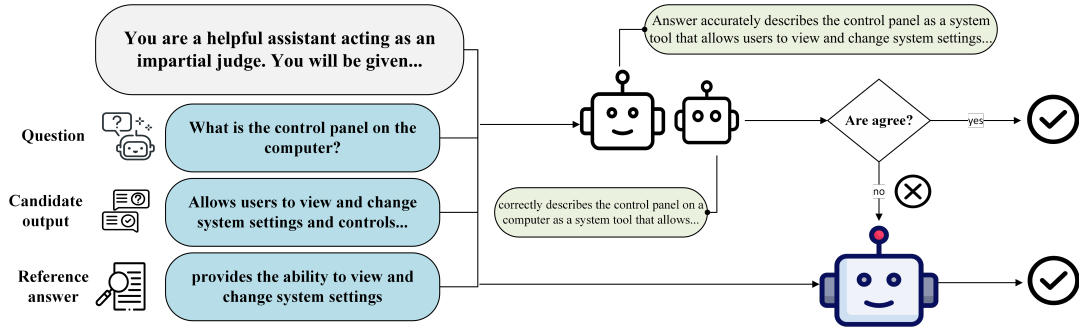 You are a helpful assistant acting as an
impartial judge. You will be given...
Question
What is the control panel on the
computer?
Candidate
output
Allows users to view and change
system settings and controls...
Reference
answer
provides the ability to view and
change system settings
Answer accurately describes the control panel as a system
tool that allows users to view and change system settings...
correctly describes the control panel on a
computer as a system tool that allows...
Are agree?
yes
no